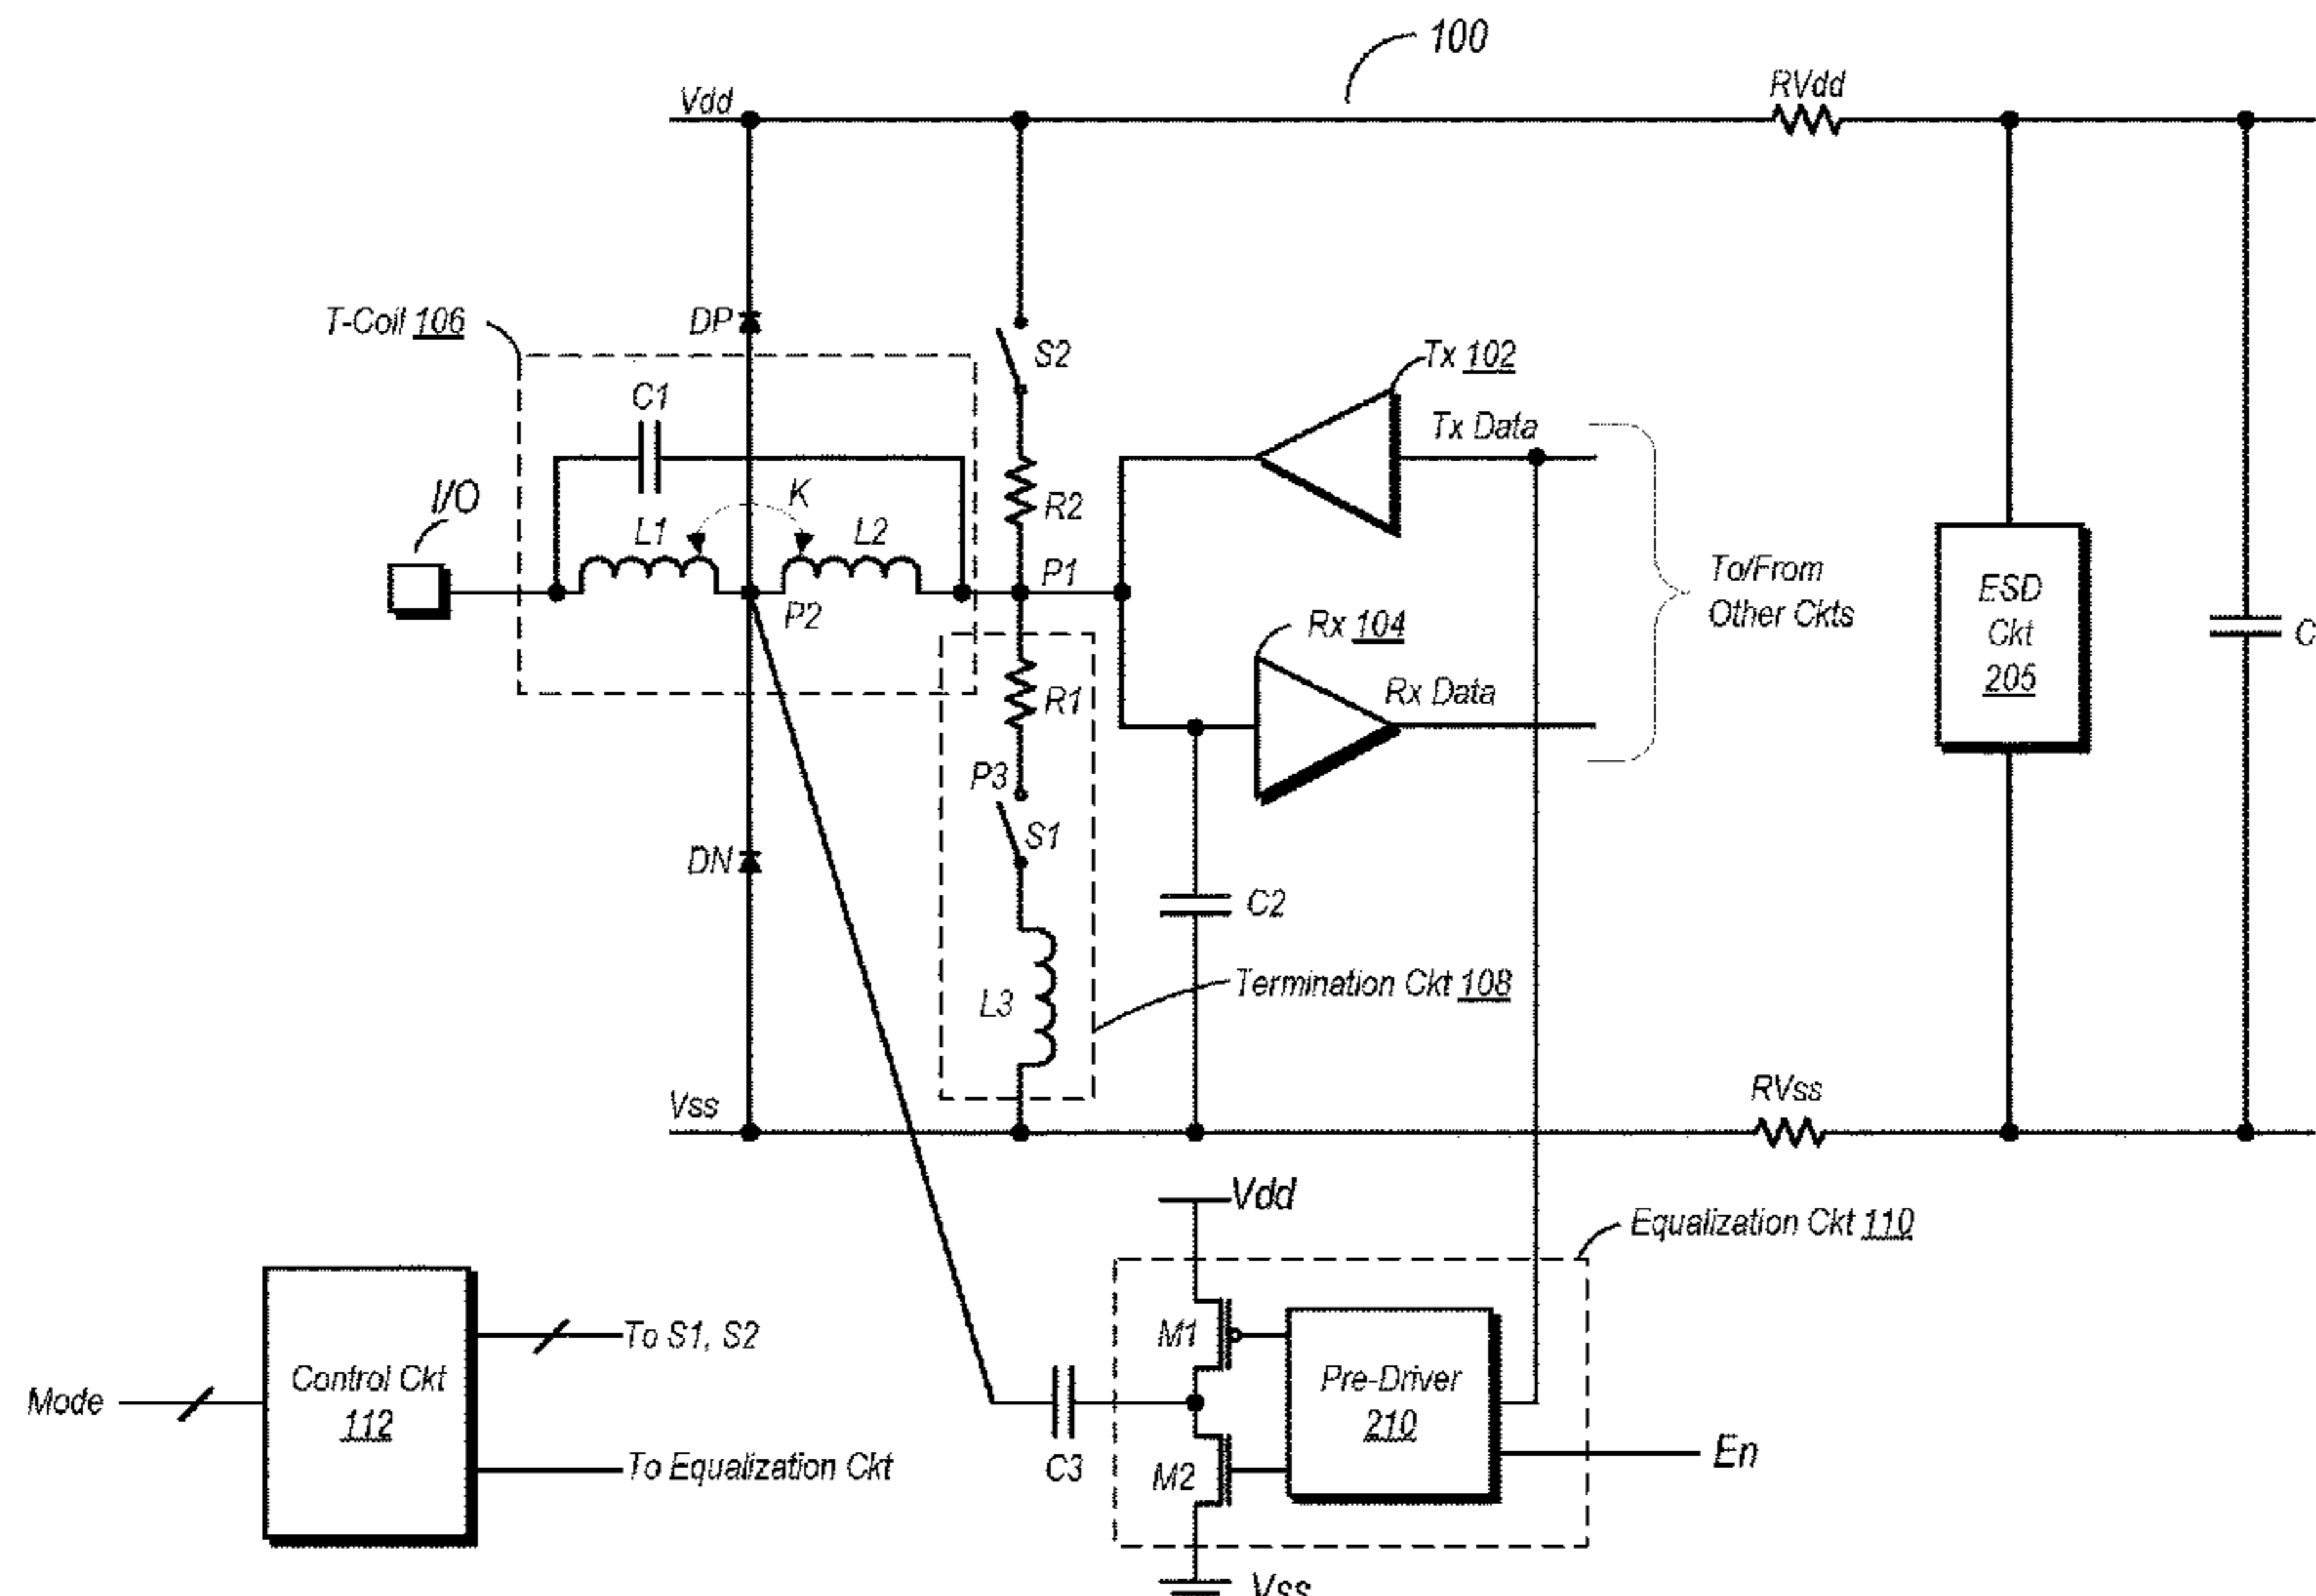 100
RVdd
Vdd
DP
T-Coil 106
S2
Tx 102
C1
Tx Data
K
I/O
R2
L1
L2
P1
To/From
Other Ckts
ESD
Ckt
205
C
P2
Rx 104
R1
Rx Data
P3
S1
DN
C2
Termination Ckt 108
L3
Vss
RVss
Vdd
Equalization Ckt 110
M1
To S1, S2
Control Ckt
112
Mode
Pre-Driver
210
En
C3
M2
To Equalization Ckt
Vss